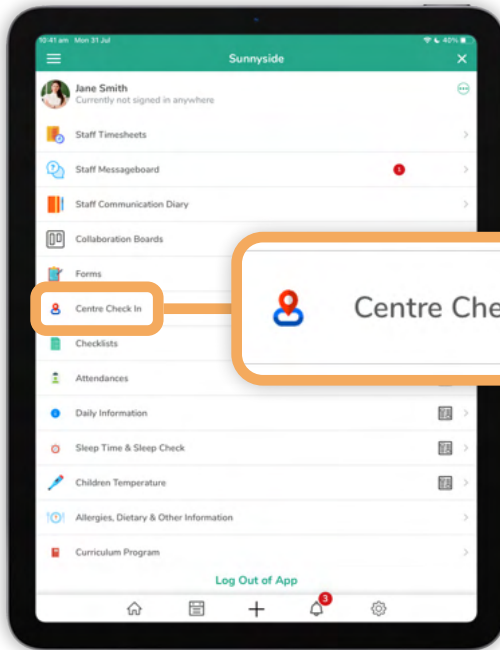 10:41 am Mon 31 Jul
40%
Sunnyside
Jane Smith
Currently not signed in anywhere
Staff Timesheets
Staff Messageboard
1
Staff Communication Diary
Collaboration Boards
Forms
Centre Check In
Centre Che
Checklists
Attendances
Daily Information
Sleep Time & Sleep Check
Children Temperature
Allergies, Dietary & Other Information
Curriculum Program
Log Out of App
3